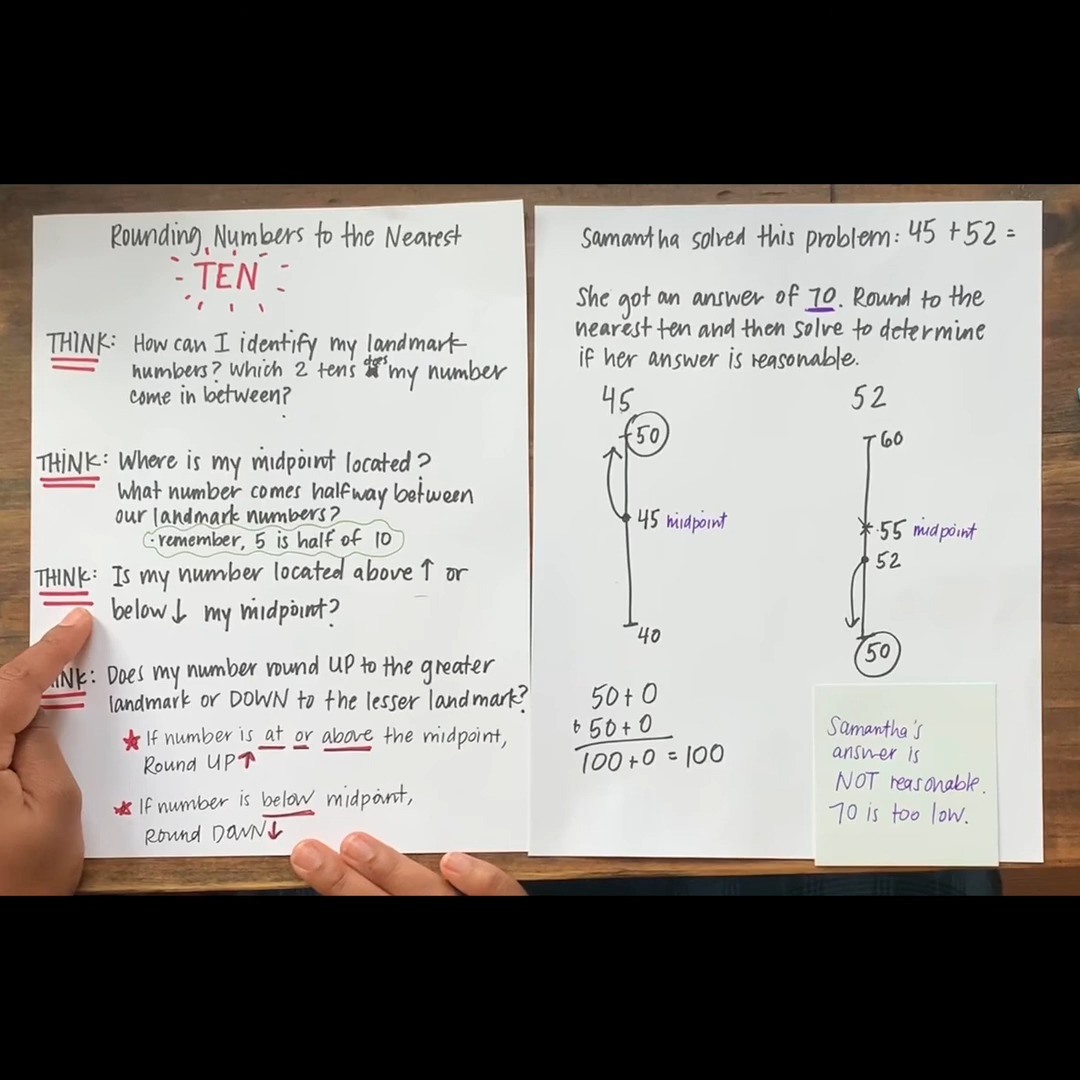 Rounding Numbers to the Nearest
TEN
THINK: How can I identify my landmark
numbers? Which 2 tens does my number
come in between?
THINK: Where is my midpoint located?
What number comes halfway between
our landmark numbers?
• remember, 5 is half of 10
THINK: Is my number located above ↑ or
below ↓ my midpoint?
INK: Does my number round UP to the greater
landmark or DOWN to the lesser landmark?
★ If number is at or above the midpoint,
Round UP ↑
★ If number is below midpoint,
Round DOWN ↓
Samantha solved this problem: 45 + 52 =
She got an answer of 70. Round to the
nearest ten and then solve to determine
if her answer is reasonable.
45
50
45 midpoint
40
52
60
55 midpoint
52
50
50 + 0
+ 50 + 0
100 + 0 = 100
Samantha's
answer is
NOT reasonable.
70 is too low.